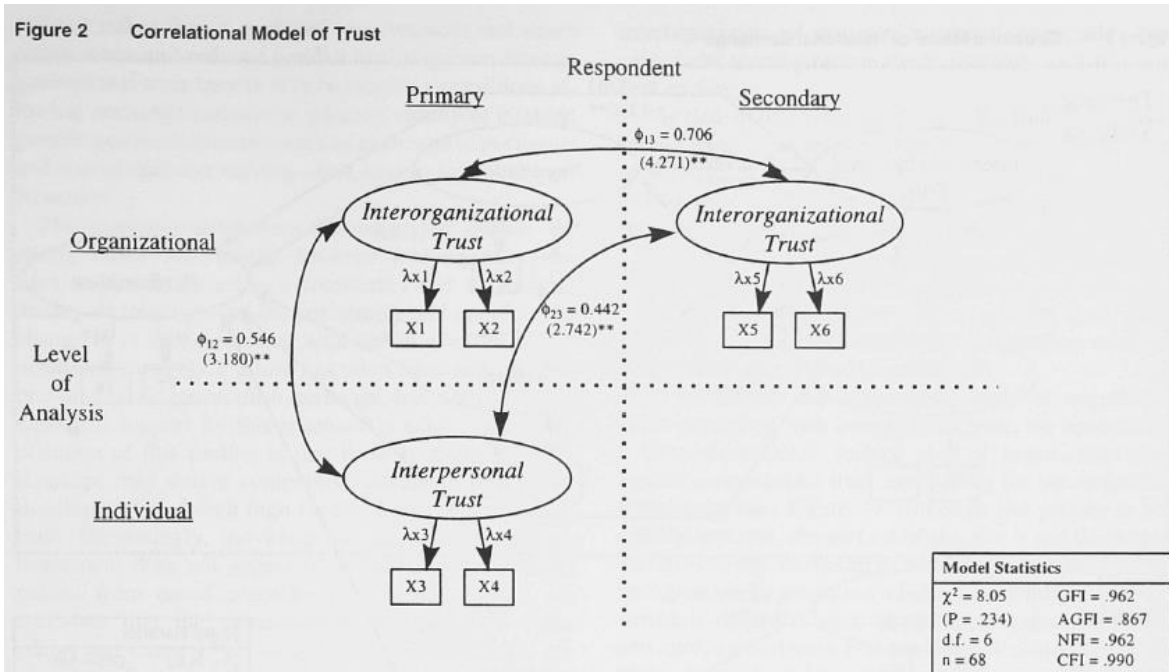 Figure 2 Correlational Model of Trust
Respondent
Primary Secondary
ϕ13 = 0.706
(4.271)**
Interorganizational
Trust
Interorganizational
Trust
Organizational
λx1 λx2
λx5 λx6
X1 X2
X5 X6
ϕ23 = 0.442
(2.742)**
ϕ12 = 0.546
(3.180)**
Level
of
Analysis
Interpersonal
Trust
Individual
λx3 λx4
X3 X4
Model Statistics
χ² = 8.05 GFI = .962
(P = .234) AGFI = .867
d.f. = 6 NFI = .962
n = 68 CFI = .990